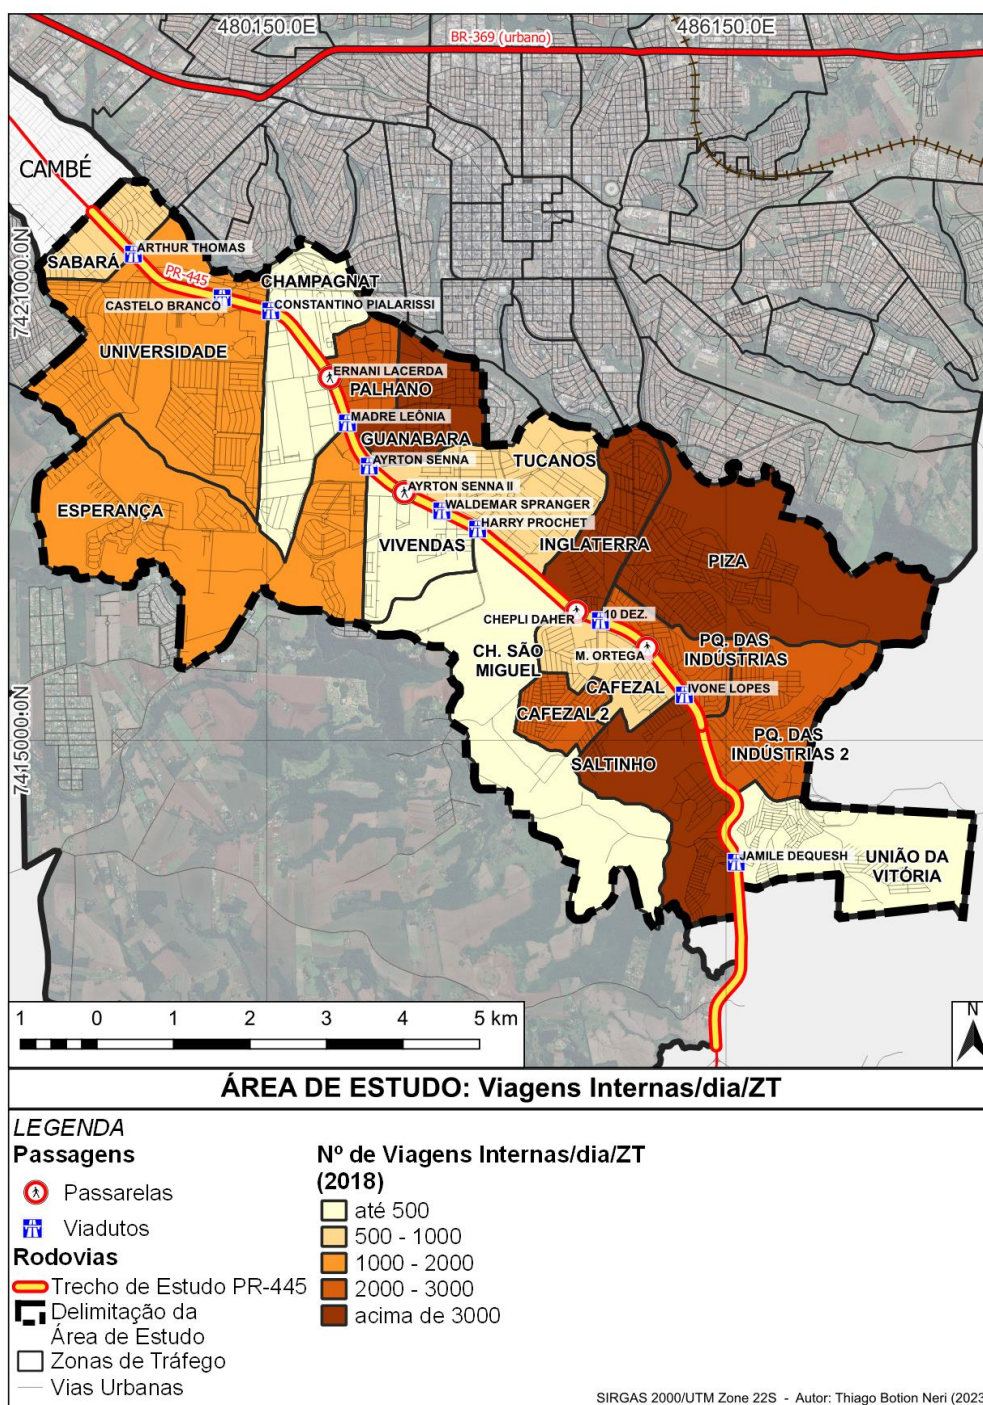 480150.0E
486150.0E
BR-369 (urbano)
CAMBÉ
7421000.0N
SABARÁ
ARTHUR THOMAS
PR-445
CHAMPAGNAT
CASTELO BRANCO
CONSTANTINO PIALARISSI
UNIVERSIDADE
ERNANI LACERDA
PALHANO
MADRE LEÔNIA
GUANABARA
AYRTON SENNA
TUCANOS
AYRTON SENNA II
ESPERANÇA
WALDEMAR SPRANGER
HARRY PROCHET
VIVENDAS
INGLATERRA
PIZA
CHEPLI DAHER
10 DEZ.
CH. SÃO
MIGUEL
M. ORTEGA
PQ. DAS
INDÚSTRIAS
CAFEZAL
IVONE LOPES
CAFEZAL 2
7415000.0N
PQ. DAS
INDÚSTRIAS 2
SALTINHO
JAMILE DEQUESH
UNIÃO DA
VITÓRIA
1 0 1 2 3 4 5 km
N
ÁREA DE ESTUDO: Viagens Internas/dia/ZT
LEGENDA
Passagens
Passarelas
Viadutos
Rodovias
Trecho de Estudo PR-445
Delimitação da
Área de Estudo
Zonas de Tráfego
Vias Urbanas
Nº de Viagens Internas/dia/ZT
(2018)
até 500
500 - 1000
1000 - 2000
2000 - 3000
acima de 3000
SIRGAS 2000/UTM Zone 22S - Autor: Thiago Botion Neri (2023